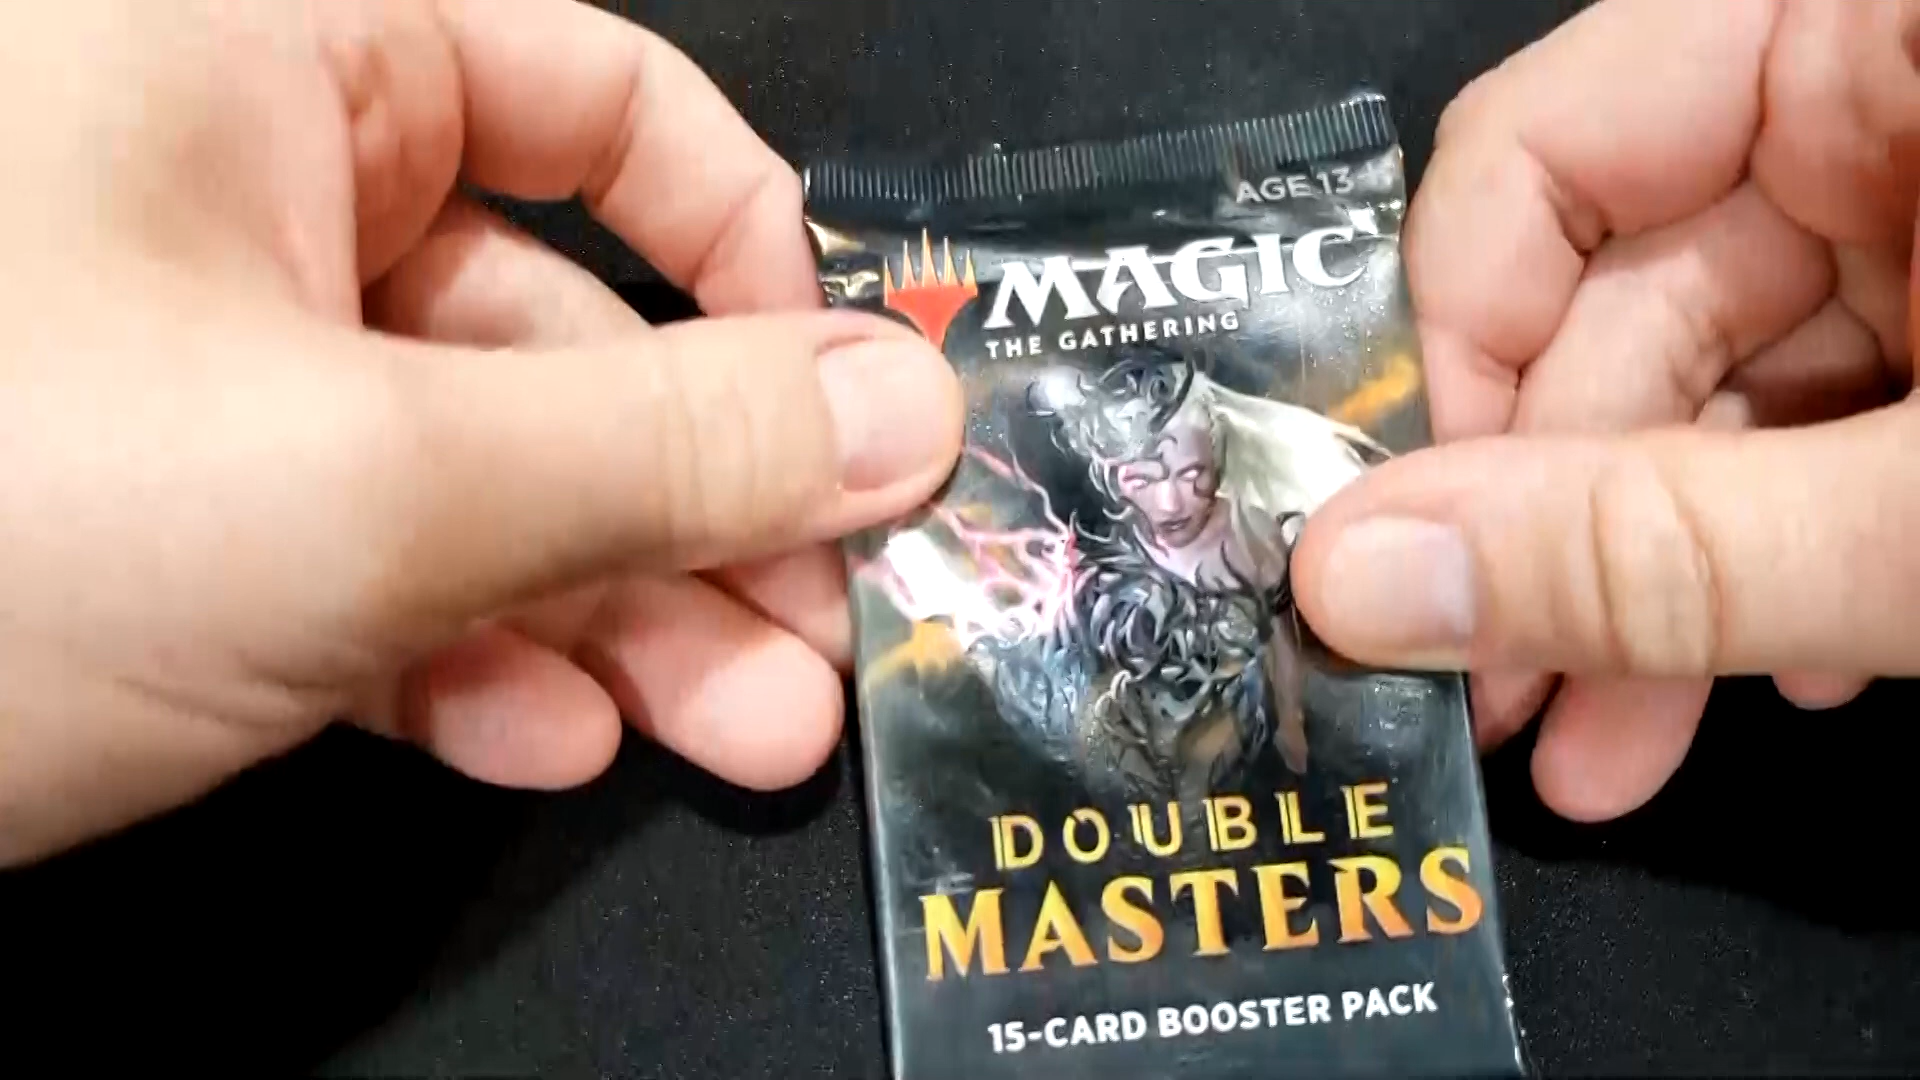 AGE 13+
MAGIC
THE GATHERING
DOUBLE
MASTERS
15-CARD BOOSTER PACK